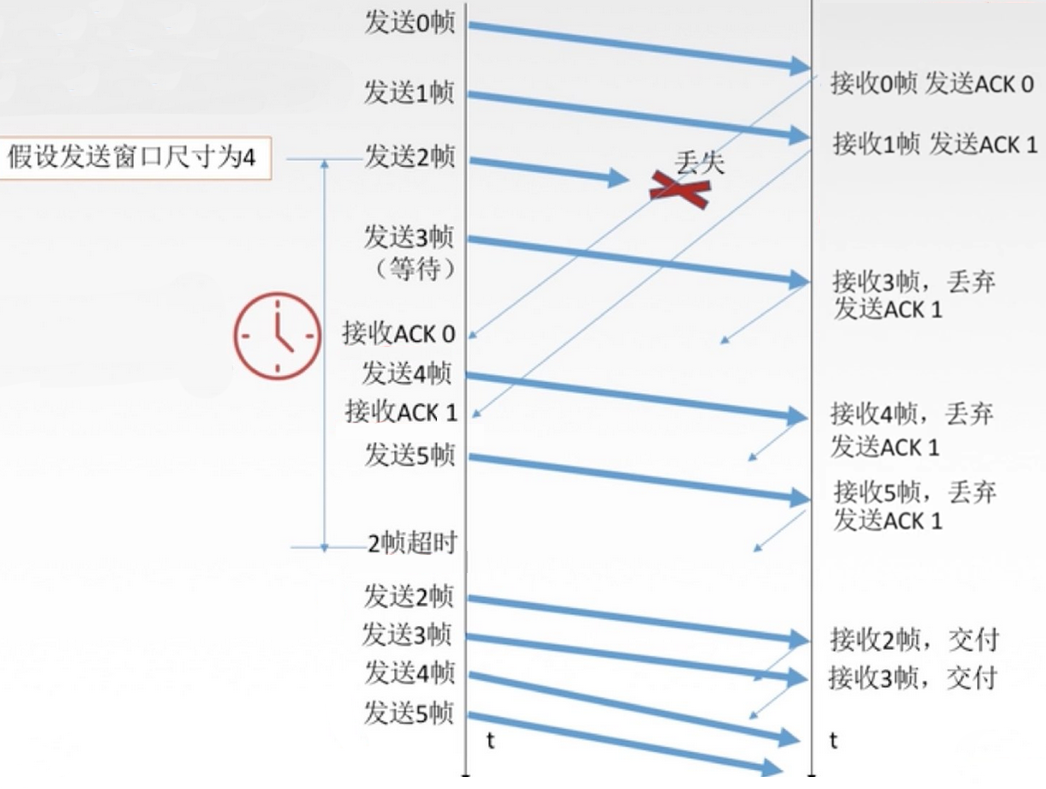 发送0帧
接收0帧 发送ACK 0
发送1帧
接收1帧 发送ACK 1
假设发送窗口尺寸为4
发送2帧
丢失
发送3帧
（等待）
接收3帧，丢弃
发送ACK 1
接收ACK 0
发送4帧
接收ACK 1
接收4帧，丢弃
发送ACK 1
发送5帧
接收5帧，丢弃
发送ACK 1
2帧超时
发送2帧
发送3帧
接收2帧，交付
发送4帧
接收3帧，交付
发送5帧
t
t